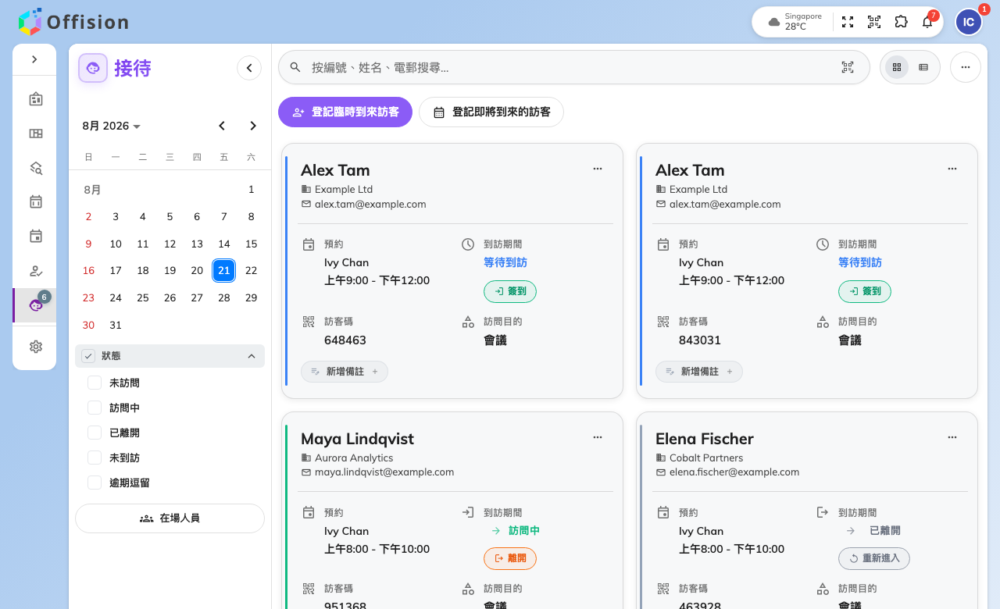 Offision
Singapore
28°C
7
IC
1
接待
按編號、姓名、電郵搜尋...
登記臨時到來訪客
登記即將到來的訪客
8月 2026
日 一 二 三 四 五 六
8月 1
2 3 4 5 6 7 8
9 10 11 12 13 14 15
16 17 18 19 20 21 22
23 24 25 26 27 28 29
30 31
6
狀態
未訪問
訪問中
已離開
未到訪
逾期逗留
在場人員
Alex Tam
Example Ltd
alex.tam@example.com
預約
Ivy Chan
上午9:00 - 下午12:00
到訪期間
等待到訪
簽到
訪客碼
648463
訪問目的
會議
新增備註 +
Alex Tam
Example Ltd
alex.tam@example.com
預約
Ivy Chan
上午9:00 - 下午12:00
到訪期間
等待到訪
簽到
訪客碼
843031
訪問目的
會議
新增備註 +
Maya Lindqvist
Aurora Analytics
maya.lindqvist@example.com
預約
Ivy Chan
上午8:00 - 下午10:00
到訪期間
訪問中
離開
訪客碼
951368
訪問目的
會議
Elena Fischer
Cobalt Partners
elena.fischer@example.com
預約
Ivy Chan
上午8:00 - 下午10:00
到訪期間
已離開
重新進入
訪客碼
463928
訪問目的
會議